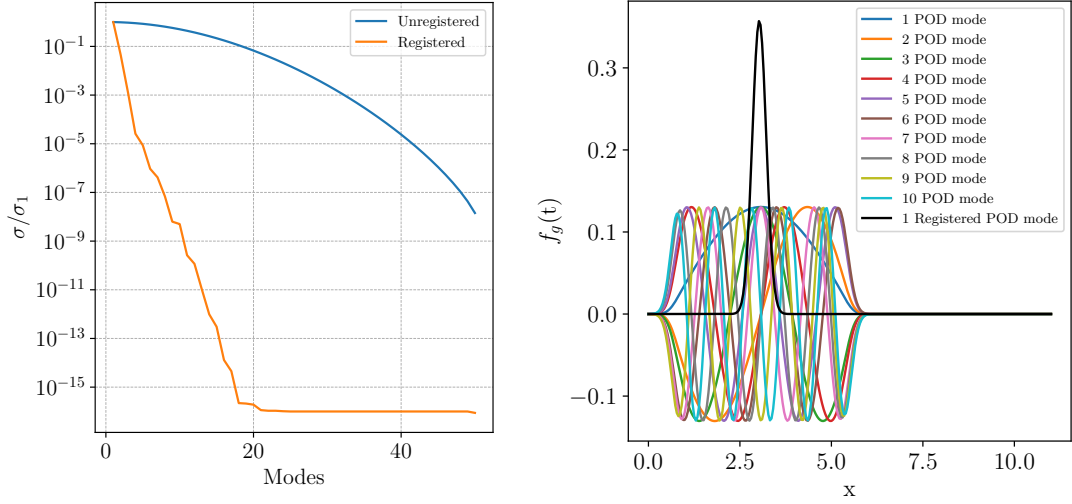 Unregistered
Registered
10⁻¹
10⁻³
10⁻⁵
10⁻⁷
10⁻⁹
10⁻¹¹
10⁻¹³
10⁻¹⁵
σ/σ₁
0
20
40
Modes
1 POD mode
2 POD mode
3 POD mode
4 POD mode
5 POD mode
6 POD mode
7 POD mode
8 POD mode
9 POD mode
10 POD mode
1 Registered POD mode
0.3
0.2
0.1
0.0
−0.1
f_g(t)
0.0
2.5
5.0
7.5
10.0
x